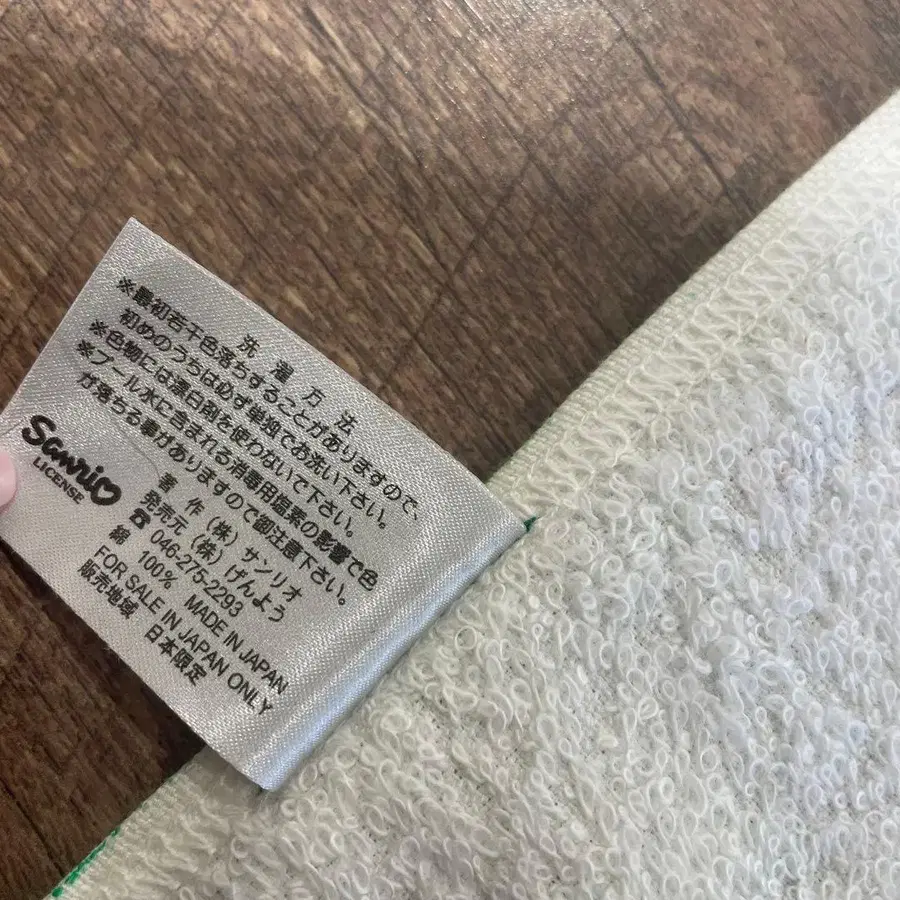 洗濯方法
※最初若干色落ちすることがありますので、
初めのうちは必ず単独でお洗い下さい。
※色物には漂白剤を使わないで下さい。
※プール水に含まれる消毒用塩素の影響で色
が落ちる事がありますので御注意下さい。
著作(株)サンリオ
発売元(株)げんよう
☎ 046-275-2293
綿 100% MADE IN JAPAN
FOR SALE IN JAPAN ONLY
販売地域 日本限定
Sanrio
LICENSE